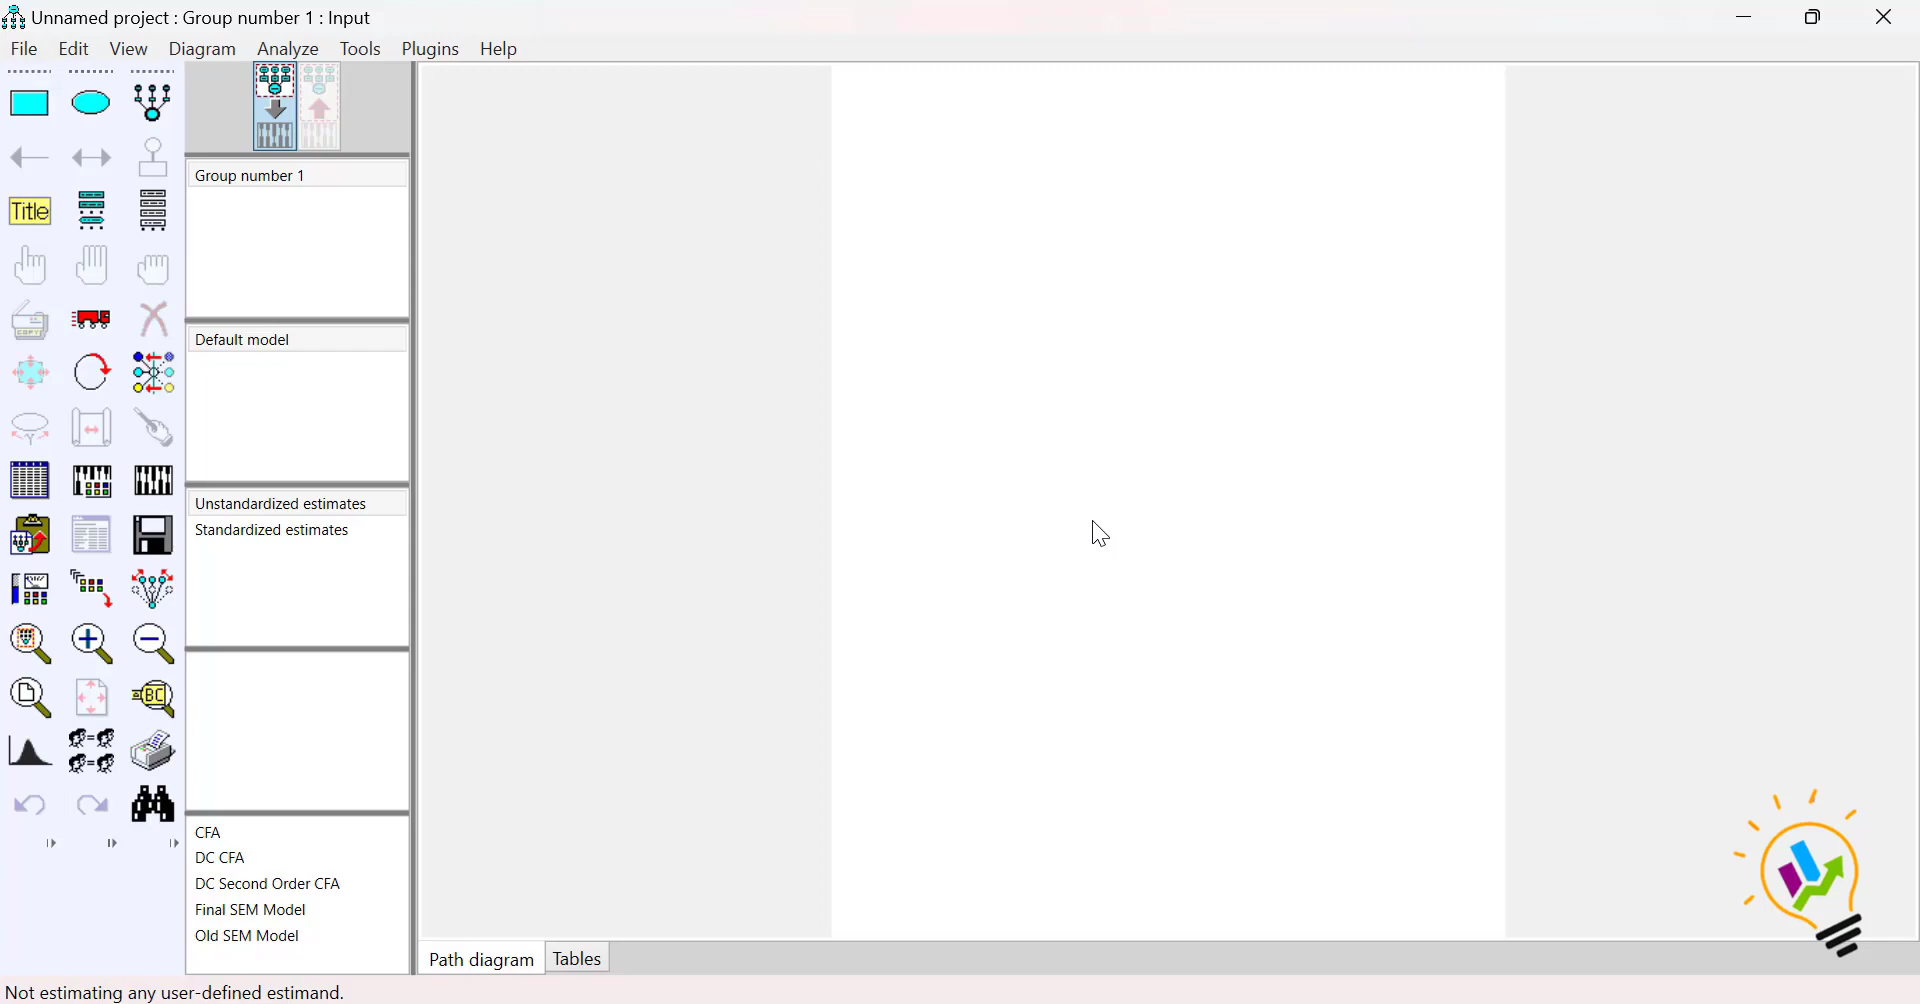 Unnamed project : Group number 1 : Input
File Edit View Diagram Analyze Tools Plugins Help
Title
Group number 1
Default model
Unstandardized estimates
Standardized estimates
CFA
DC CFA
DC Second Order CFA
Final SEM Model
Old SEM Model
Path diagram Tables
Not estimating any user-defined estimand.